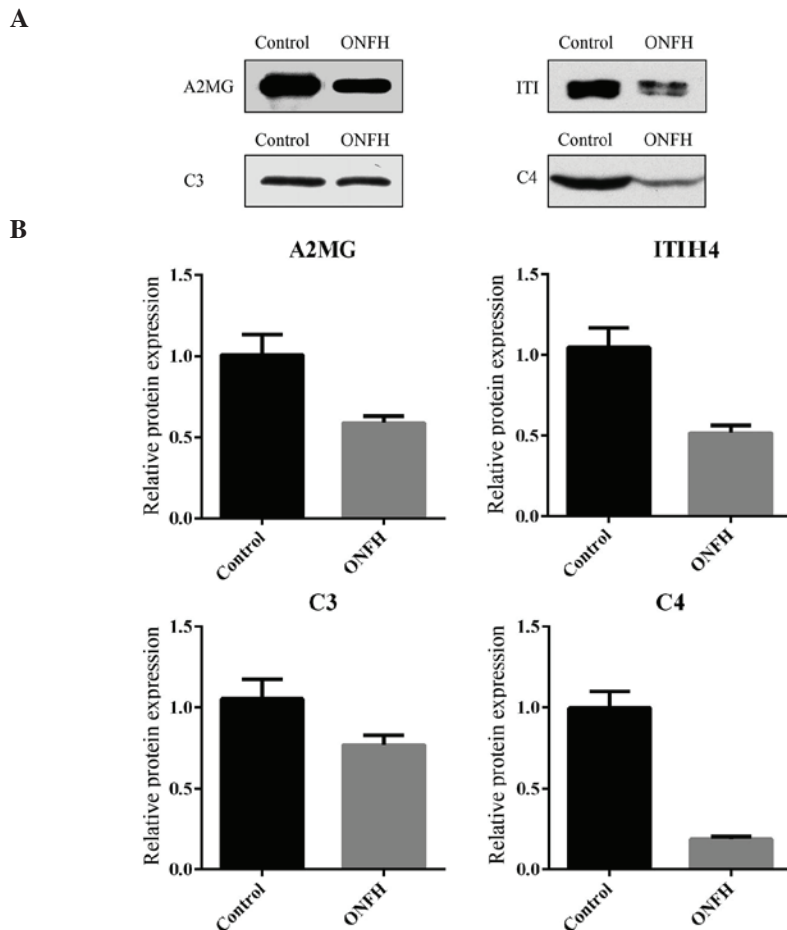 A
Control ONFH
A2MG
Control ONFH
ITI
Control ONFH
C3
Control ONFH
C4
B
A2MG
Relative protein expression
1.5
1.0
0.5
0.0
Control
ONFH
ITIH4
Relative protein expression
1.5
1.0
0.5
0.0
Control
ONFH
C3
Relative protein expression
1.5
1.0
0.5
0.0
Control
ONFH
C4
Relative protein expression
1.5
1.0
0.5
0.0
Control
ONFH